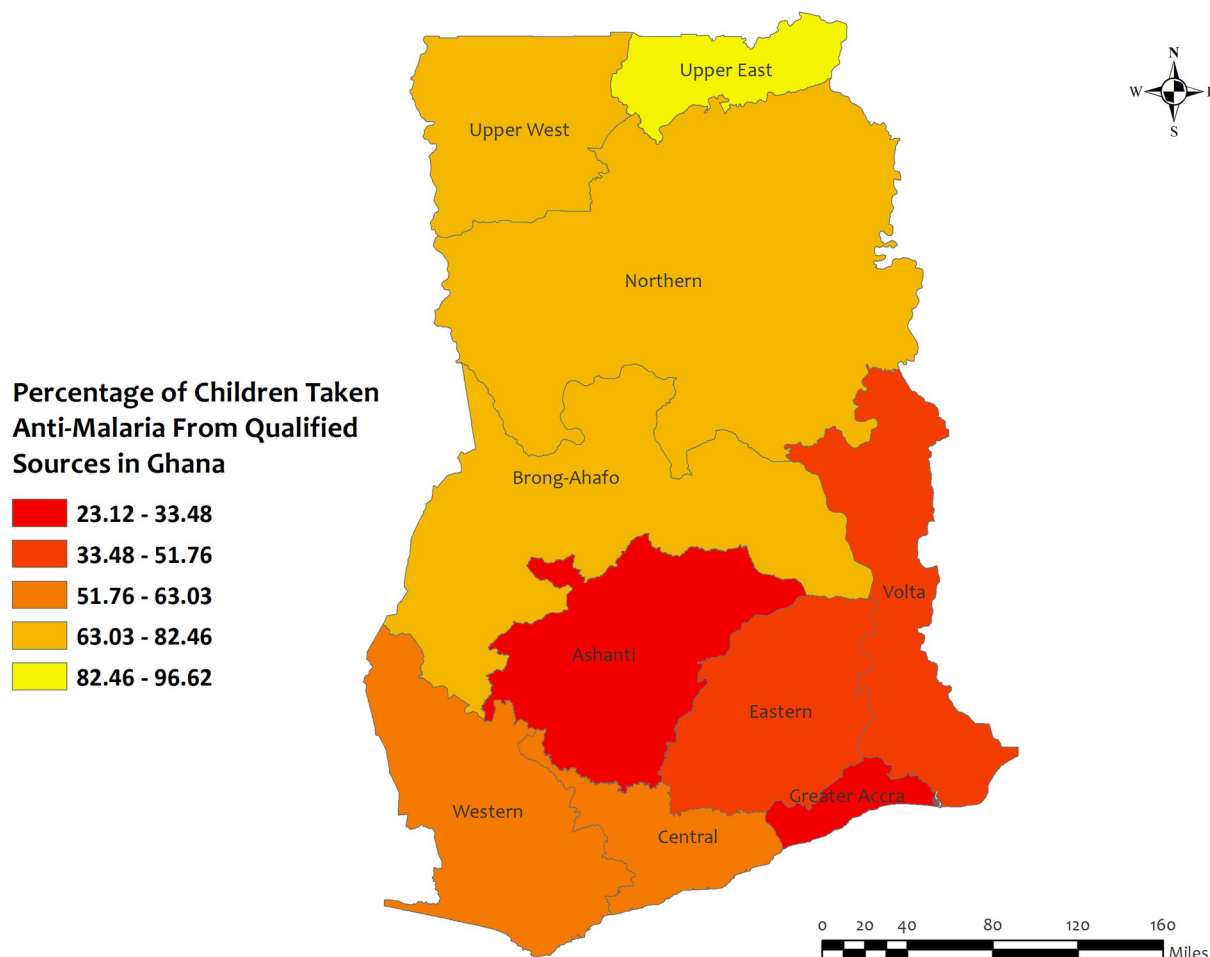 Upper East
N
W E
S
Upper West
Northern
Percentage of Children Taken
Anti-Malaria From Qualified
Sources in Ghana
23.12 - 33.48
33.48 - 51.76
51.76 - 63.03
63.03 - 82.46
82.46 - 96.62
Brong-Ahafo
Volta
Ashanti
Eastern
Greater Accra
Western
Central
0 20 40 80 120 160
Miles